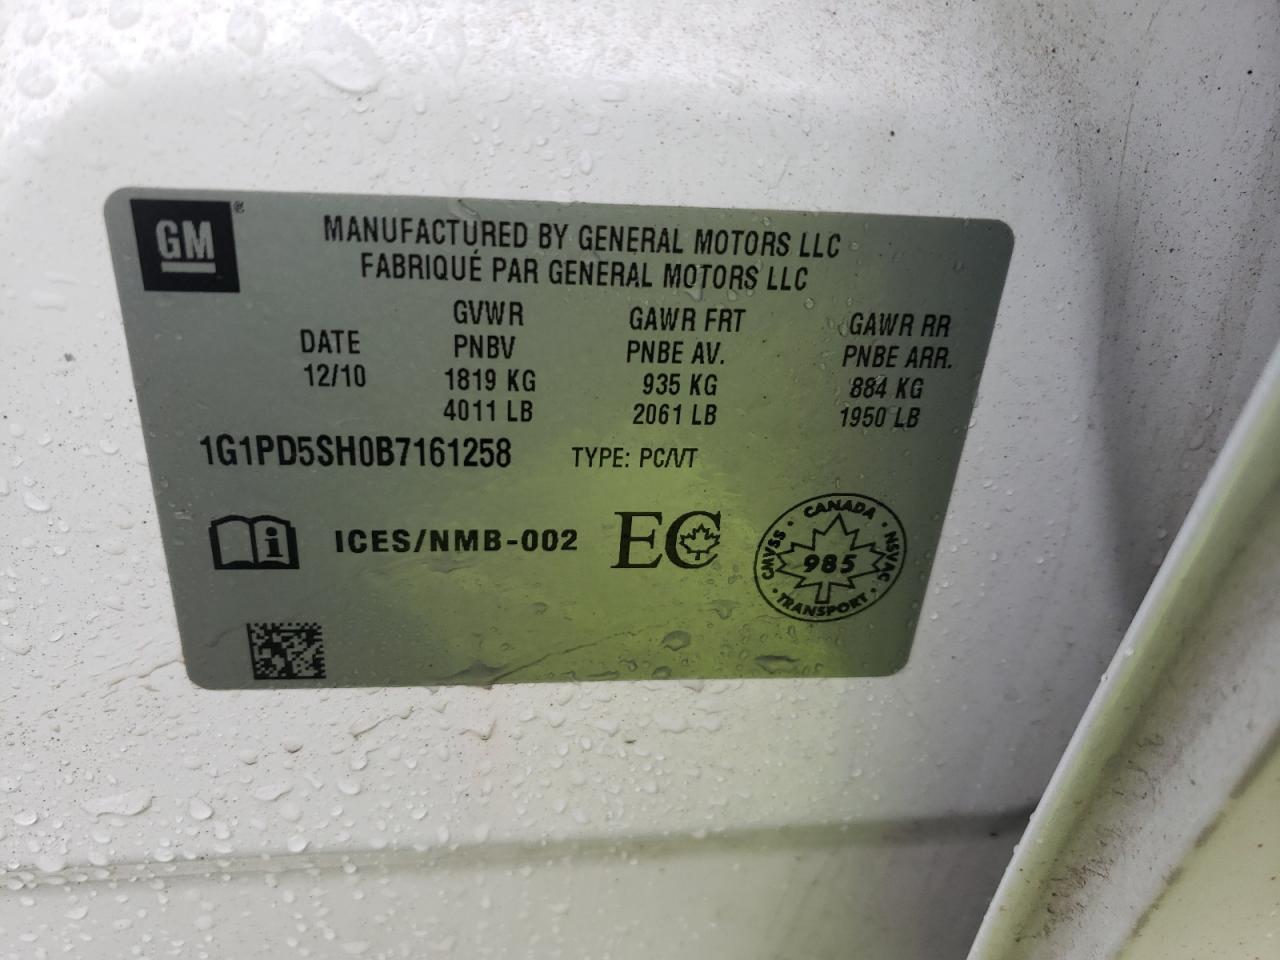 GM®
MANUFACTURED BY GENERAL MOTORS LLC
FABRIQUÉ PAR GENERAL MOTORS LLC
GVWR GAWR FRT GAWR RR
DATE PNBV PNBE AV. PNBE ARR.
12/10 1819 KG 935 KG 884 KG
4011 LB 2061 LB 1950 LB
1G1PD5SH0B7161258 TYPE: PC/VT
i ICES/NMB-002 EC
CANADA
CMVSS 985 NSVAC
TRANSPORT